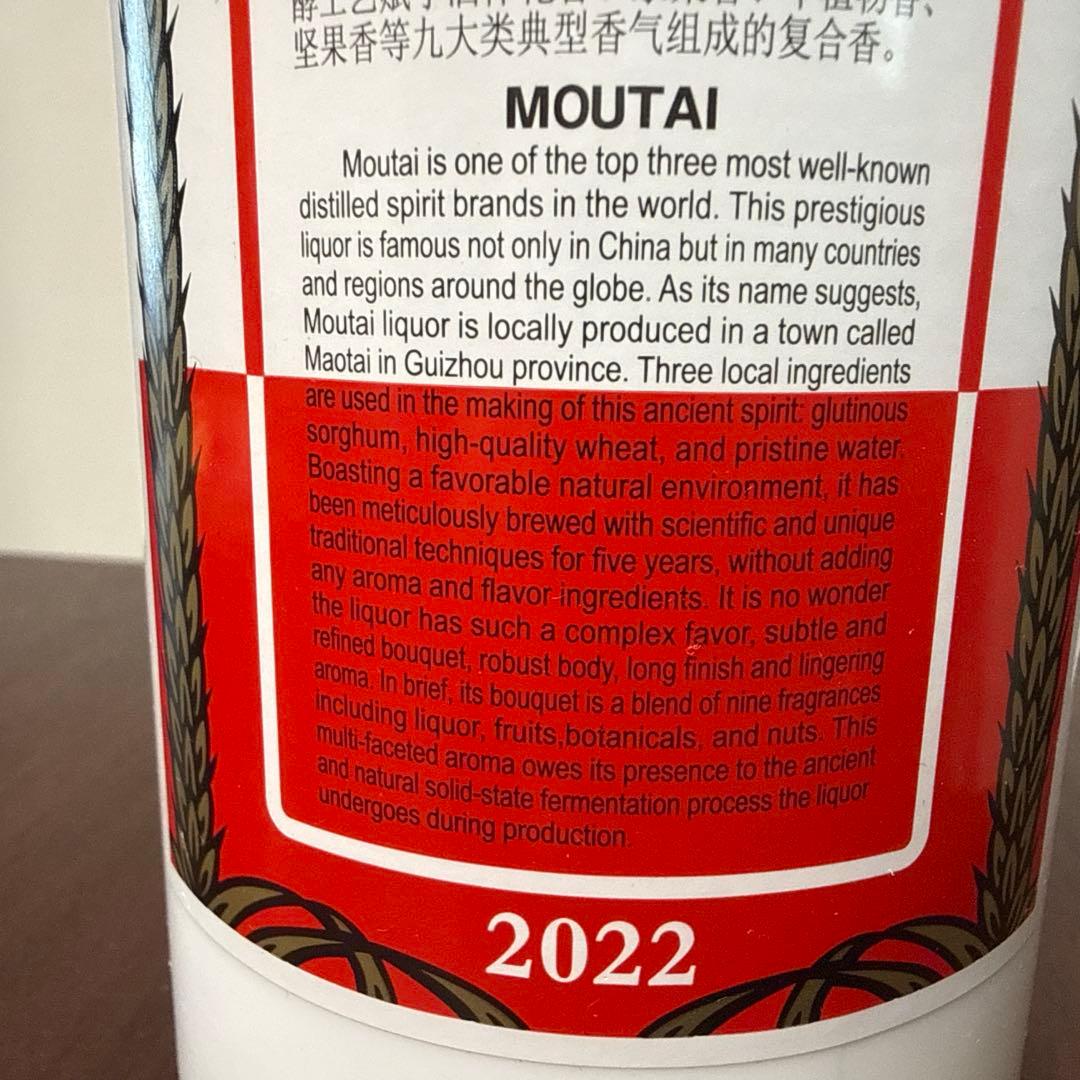 坚果香等九大类典型香气组成的复合香。
MOUTAI
Moutai is one of the top three most well-known
distilled spirit brands in the world. This prestigious
liquor is famous not only in China but in many countries
and regions around the globe. As its name suggests,
Moutai liquor is locally produced in a town called
Maotai in Guizhou province. Three local ingredients
are used in the making of this ancient spirit: glutinous
sorghum, high-quality wheat, and pristine water.
Boasting a favorable natural environment, it has
been meticulously brewed with scientific and unique
traditional techniques for five years, without adding
any aroma and flavor ingredients. It is no wonder
the liquor has such a complex favor, subtle and
refined bouquet, robust body, long finish and lingering
aroma. In brief, its bouquet is a blend of nine fragrances
including liquor, fruits,botanicals, and nuts. This
multi-faceted aroma owes its presence to the ancient
and natural solid-state fermentation process the liquor
undergoes during production.
2022